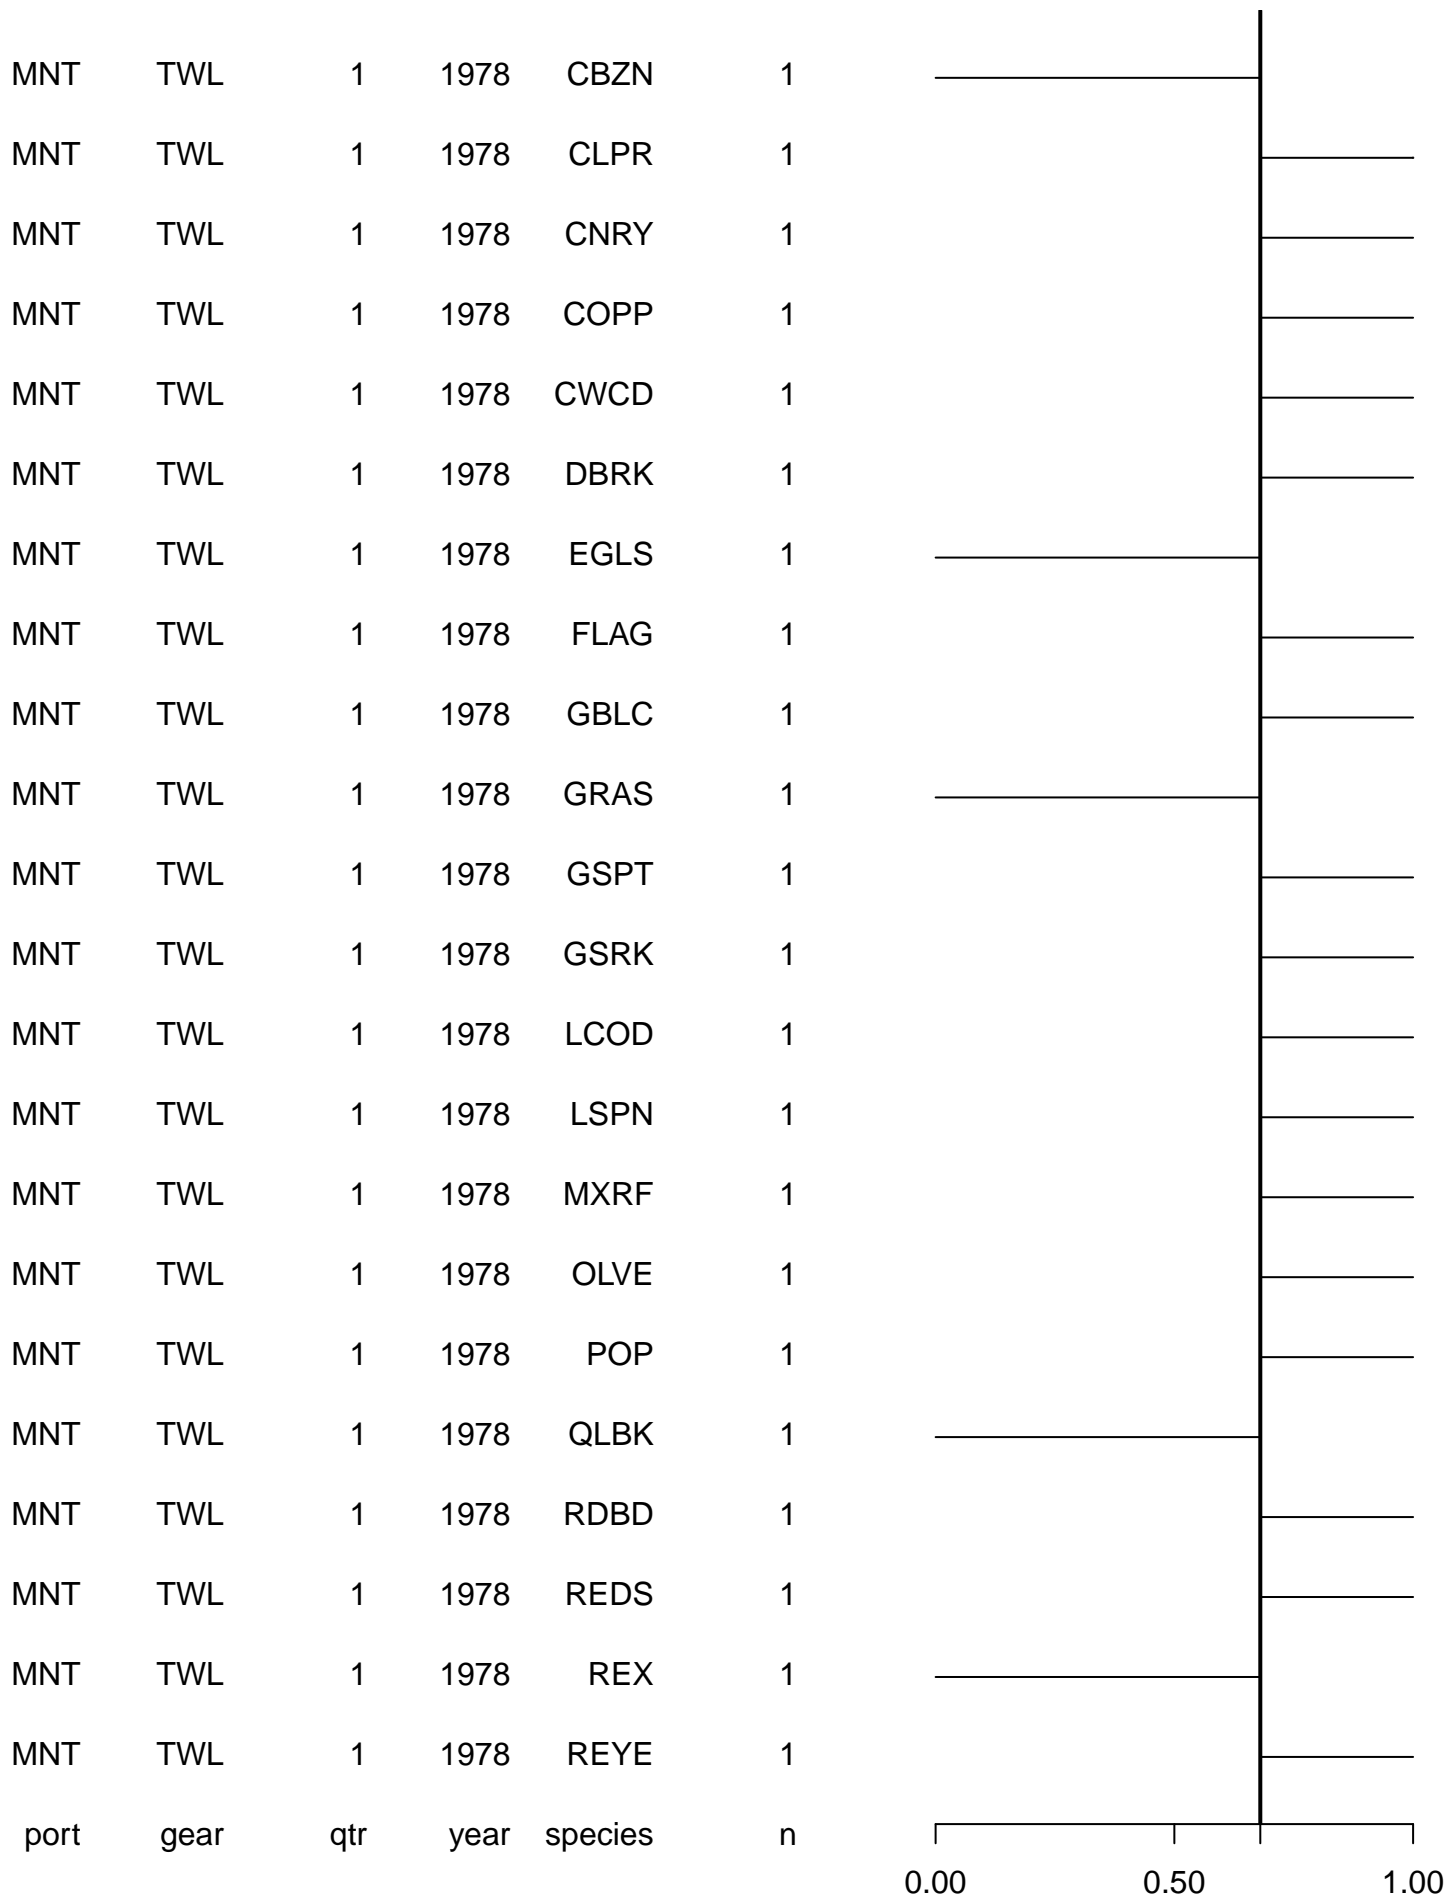 MNT TWL 1 1978 CBZN 1
MNT TWL 1 1978 CLPR 1
MNT TWL 1 1978 CNRY 1
MNT TWL 1 1978 COPP 1
MNT TWL 1 1978 CWCD 1
MNT TWL 1 1978 DBRK 1
MNT TWL 1 1978 EGLS 1
MNT TWL 1 1978 FLAG 1
MNT TWL 1 1978 GBLC 1
MNT TWL 1 1978 GRAS 1
MNT TWL 1 1978 GSPT 1
MNT TWL 1 1978 GSRK 1
MNT TWL 1 1978 LCOD 1
MNT TWL 1 1978 LSPN 1
MNT TWL 1 1978 MXRF 1
MNT TWL 1 1978 OLVE 1
MNT TWL 1 1978 POP 1
MNT TWL 1 1978 QLBK 1
MNT TWL 1 1978 RDBD 1
MNT TWL 1 1978 REDS 1
MNT TWL 1 1978 REX 1
MNT TWL 1 1978 REYE 1
port gear qtr year species n
0.00 0.50 1.00